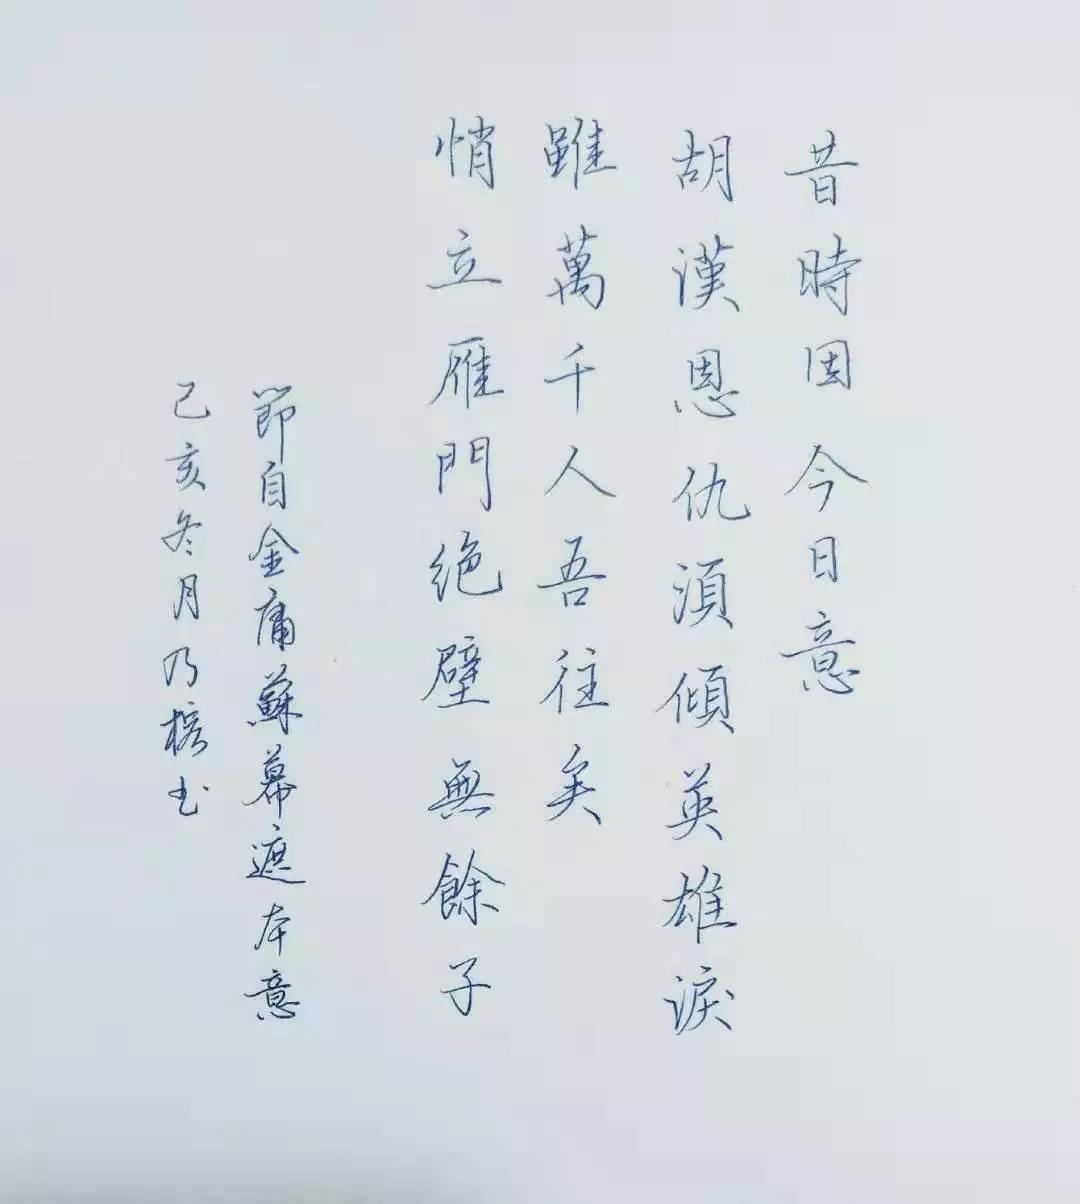 昔時因今日意
胡漢恩仇須傾英雄淚
雖萬千人吾往矣
悄立雁門绝壁無餘子
節自金庸蘇幕遮本意
己亥冬月乃榕书